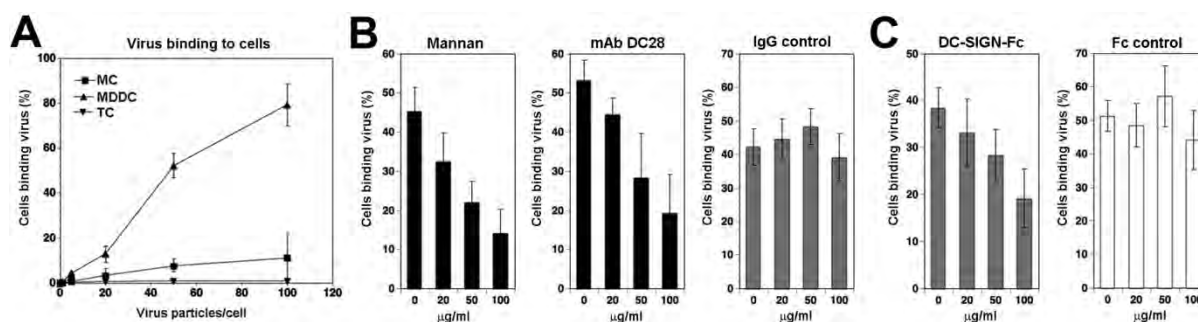 A
Virus binding to cells
Cells binding virus (%)
100
80
60
40
20
0
MC
MDDC
TC
0 20 40 60 80 100 120
Virus particles/cell
B
Mannan
Cells binding virus (%)
60
50
40
30
20
10
0
0 20 50 100
µg/ml
mAb DC28
Cells binding virus (%)
60
50
40
30
20
10
0
0 20 50 100
µg/ml
IgG control
Cells binding virus (%)
70
60
50
40
30
20
10
0
0 20 50 100
µg/ml
C
DC-SIGN-Fc
Cells binding virus (%)
50
40
30
20
10
0
0 20 50 100
µg/ml
Fc control
Cells binding virus (%)
70
60
50
40
30
20
10
0
0 20 50 100
µg/ml